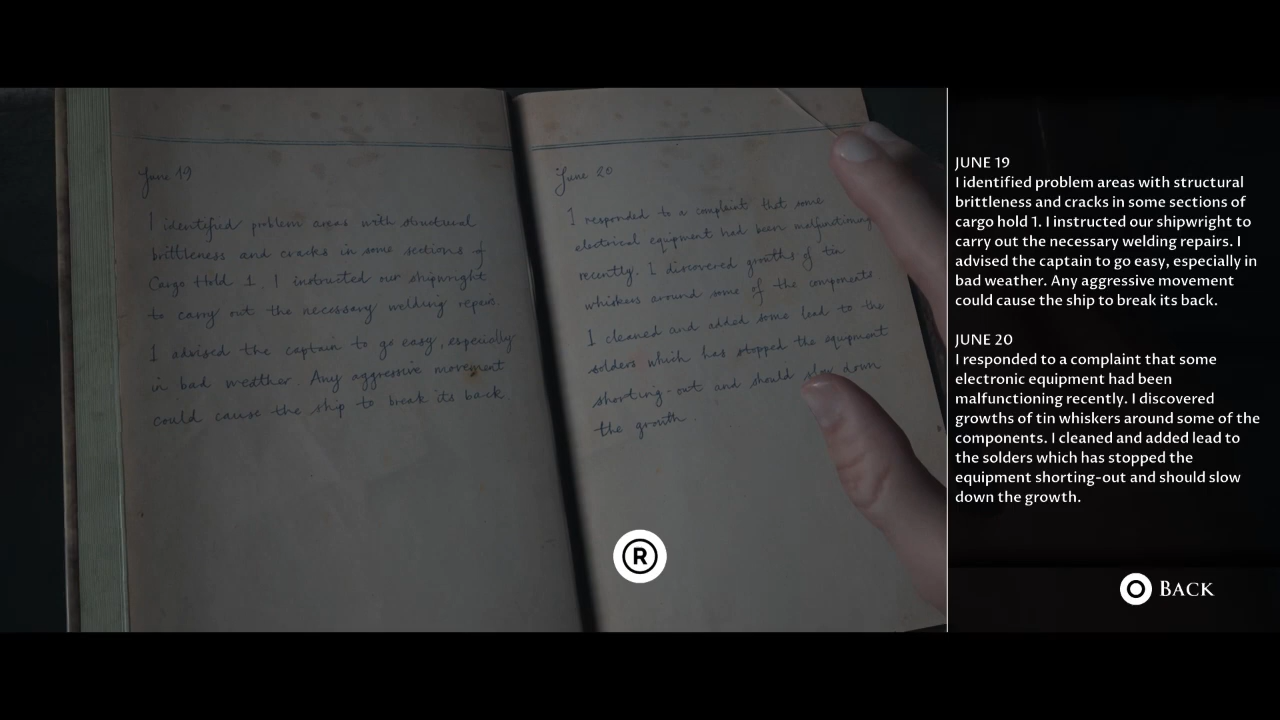 June 19
I identified problem areas with structural
brittleness and cracks in some sections of
Cargo Hold 1. I instructed our shipwright
to carry out the necessary welding repairs
I advised the captain to go easy, especially
in bad weather. Any aggressive movement
could cause the ship to break its back
June 20
I responded to a complaint that some
electrical equipment had been malfunctioning
recently. I discovered growths of tin
whiskers around some of the components
I cleaned and added some lead to the
solders which has stopped the equipment
shorting-out and should slow down
the growth.
R
JUNE 19
I identified problem areas with structural
brittleness and cracks in some sections of
cargo hold 1. I instructed our shipwright to
carry out the necessary welding repairs. I
advised the captain to go easy, especially in
bad weather. Any aggressive movement
could cause the ship to break its back.
JUNE 20
I responded to a complaint that some
electronic equipment had been
malfunctioning recently. I discovered
growths of tin whiskers around some of the
components. I cleaned and added lead to
the solders which has stopped the
equipment shorting-out and should slow
down the growth.
BACK